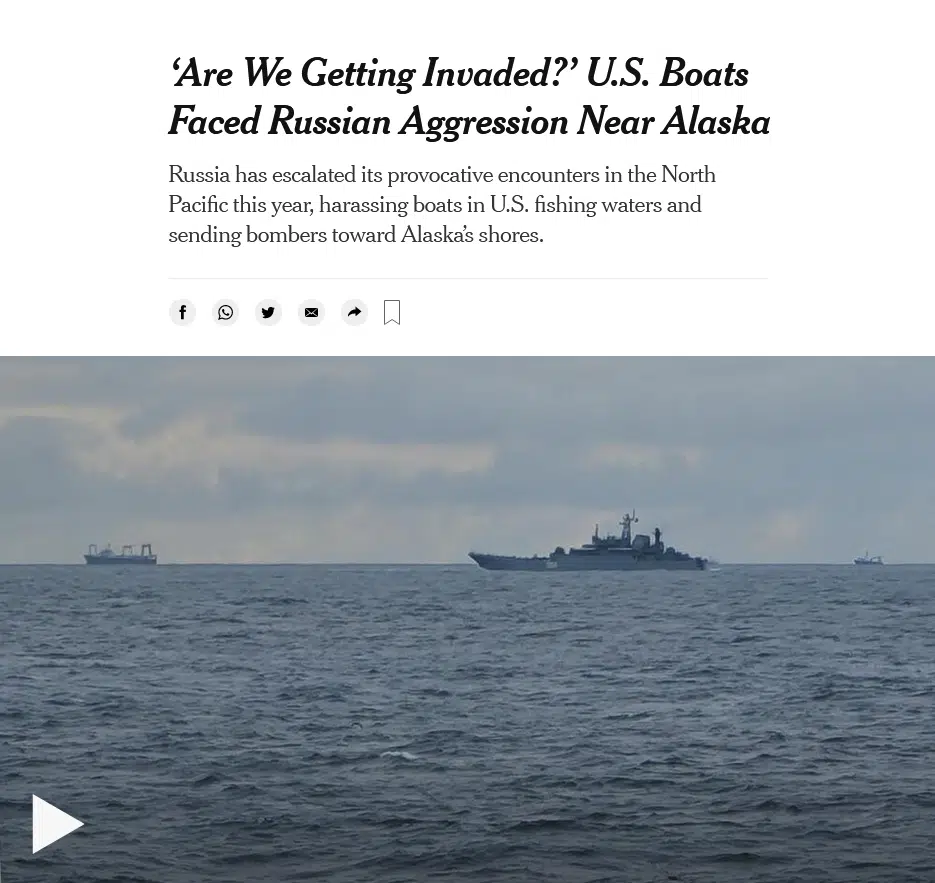 ‘Are We Getting Invaded?’ U.S. Boats
Faced Russian Aggression Near Alaska
Russia has escalated its provocative encounters in the North
Pacific this year, harassing boats in U.S. fishing waters and
sending bombers toward Alaska’s shores.